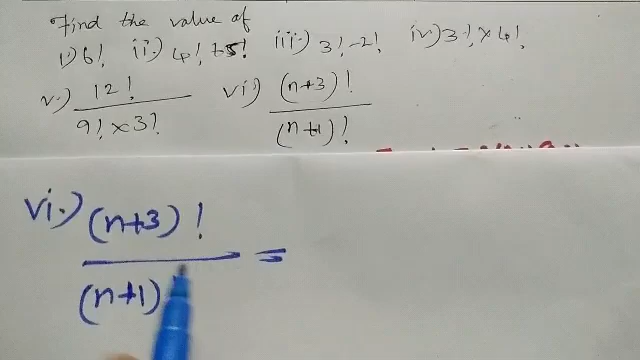 Find the value of
i) 6! ii.) 4! + 5! iii.) 3! - 2! iv.) 3! × 4!
v.) 12! / 9! × 3! vi.) (n+3)! / (n+1)!
vi.) (n+3)! / (n+1) =